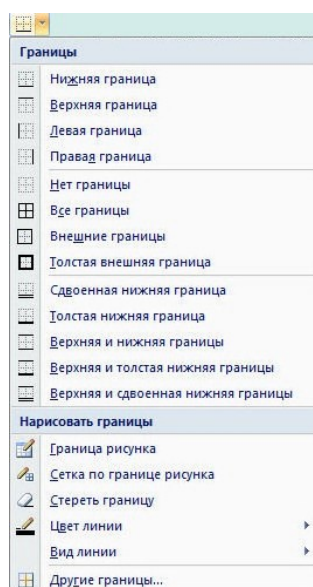 Границы
Нижняя граница
Верхняя граница
Левая граница
Правая граница
Нет границы
Все границы
Внешние границы
Толстая внешняя граница
Сдвоенная нижняя граница
Толстая нижняя граница
Верхняя и нижняя границы
Верхняя и толстая нижняя границы
Верхняя и сдвоенная нижняя границы
Нарисовать границы
Граница рисунка
Сетка по границе рисунка
Стереть границу
Цвет линии
Вид линии
Другие границы...